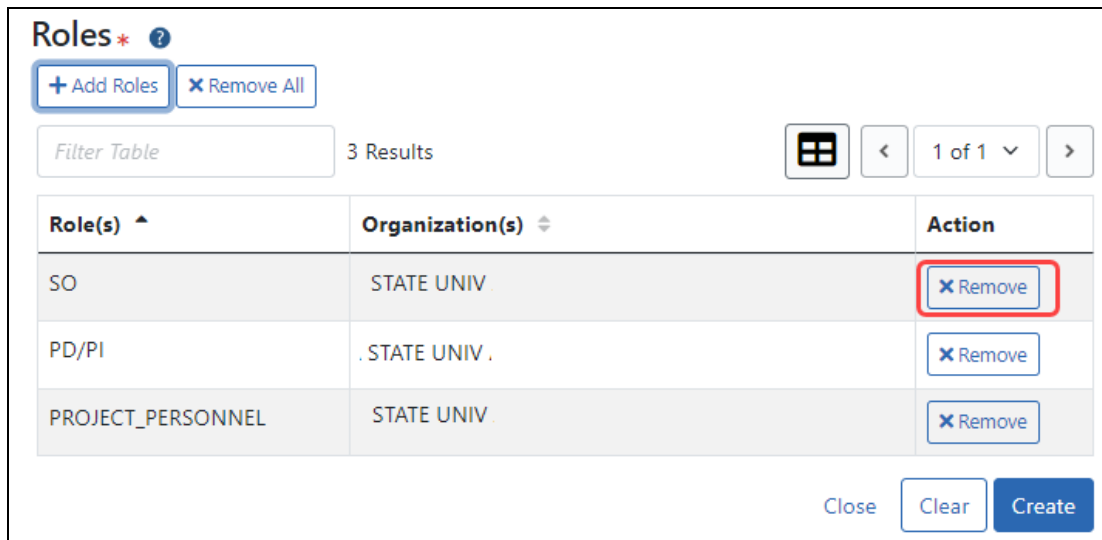 Roles * ?
+ Add Roles × Remove All
Filter Table 3 Results 1 of 1
Role(s) Organization(s) Action
SO STATE UNIV × Remove
PD/PI STATE UNIV × Remove
PROJECT_PERSONNEL STATE UNIV × Remove
Close Clear Create